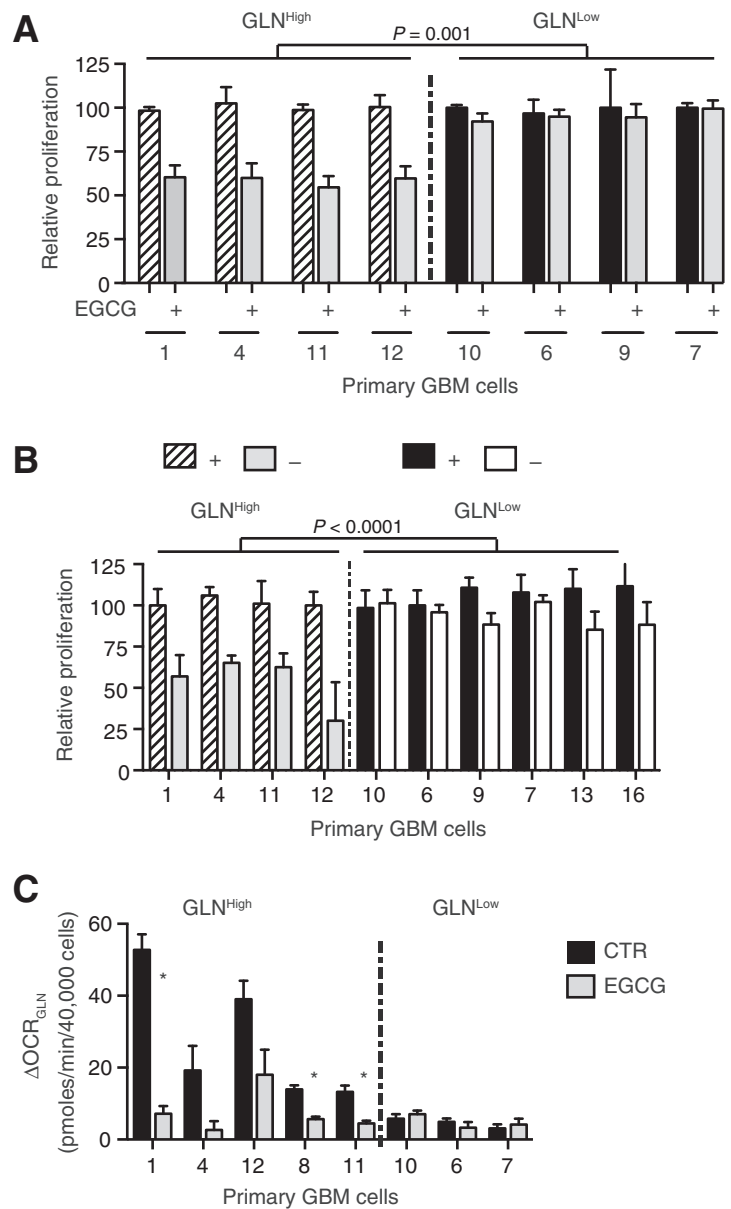 A
GLNHigh GLNLow
P = 0.001
125
100
75
50
25
0
Relative proliferation
EGCG + + + + + + + +
1 4 11 12 10 6 9 7
Primary GBM cells
B
+ – + –
GLNHigh GLNLow
P < 0.0001
125
100
75
50
25
0
Relative proliferation
1 4 11 12 10 6 9 7 13 16
Primary GBM cells
C
GLNHigh GLNLow
60
40
20
0
ΔOCRGLN
(pmoles/min/40,000 cells)
* * *
CTR
EGCG
1 4 12 8 11 10 6 7
Primary GBM cells